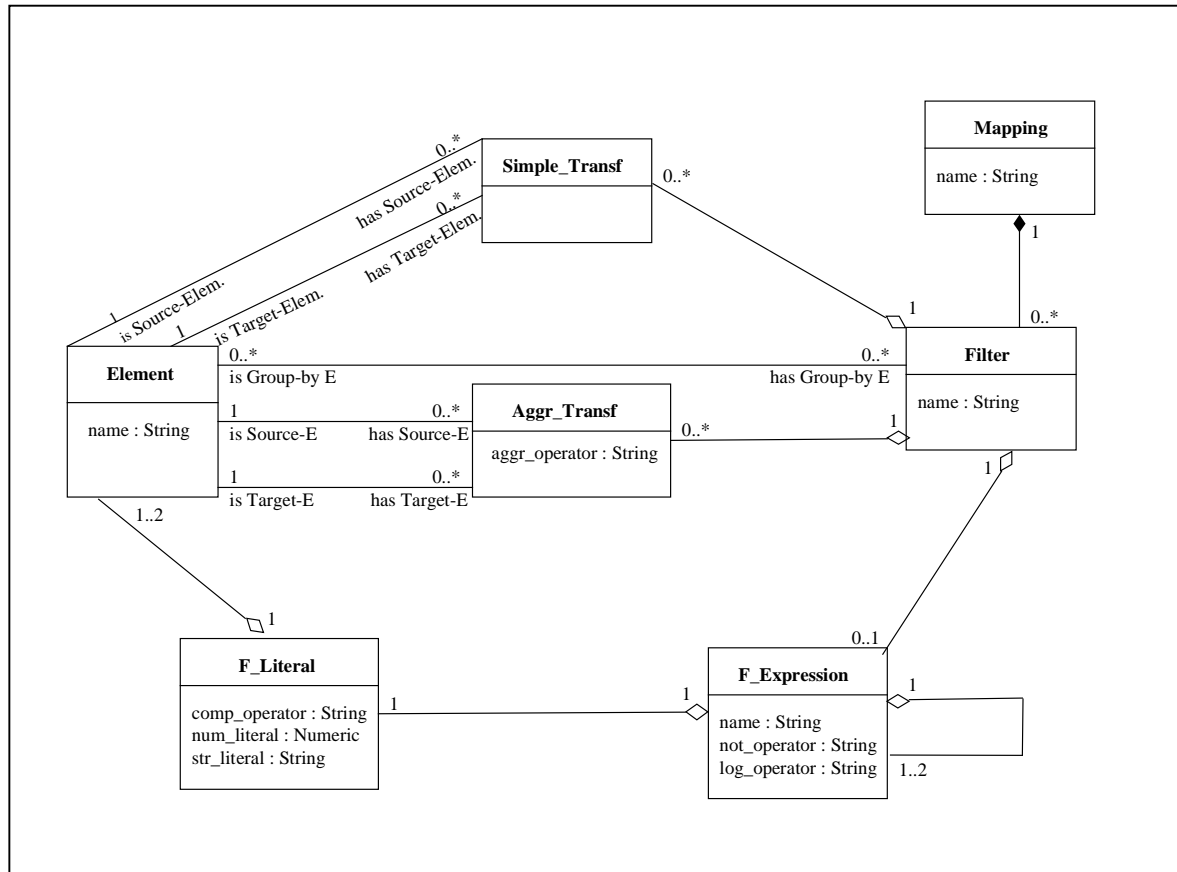 Mapping
name : String
1
0..*
Simple_Transf
0..*
has Source-Elem.
0..*
has Target-Elem.
1
is Source-Elem.
1
is Target-Elem.
0..*
1
Element
name : String
0..*
is Group-by E
0..*
has Group-by E
Filter
name : String
1
is Source-E
0..*
has Source-E
1
is Target-E
0..*
has Target-E
Aggr_Transf
aggr_operator : String
0..*
1
1
1..2
1
0..1
F_Literal
comp_operator : String
num_literal : Numeric
str_literal : String
1
1
F_Expression
name : String
not_operator : String
log_operator : String
1
1..2